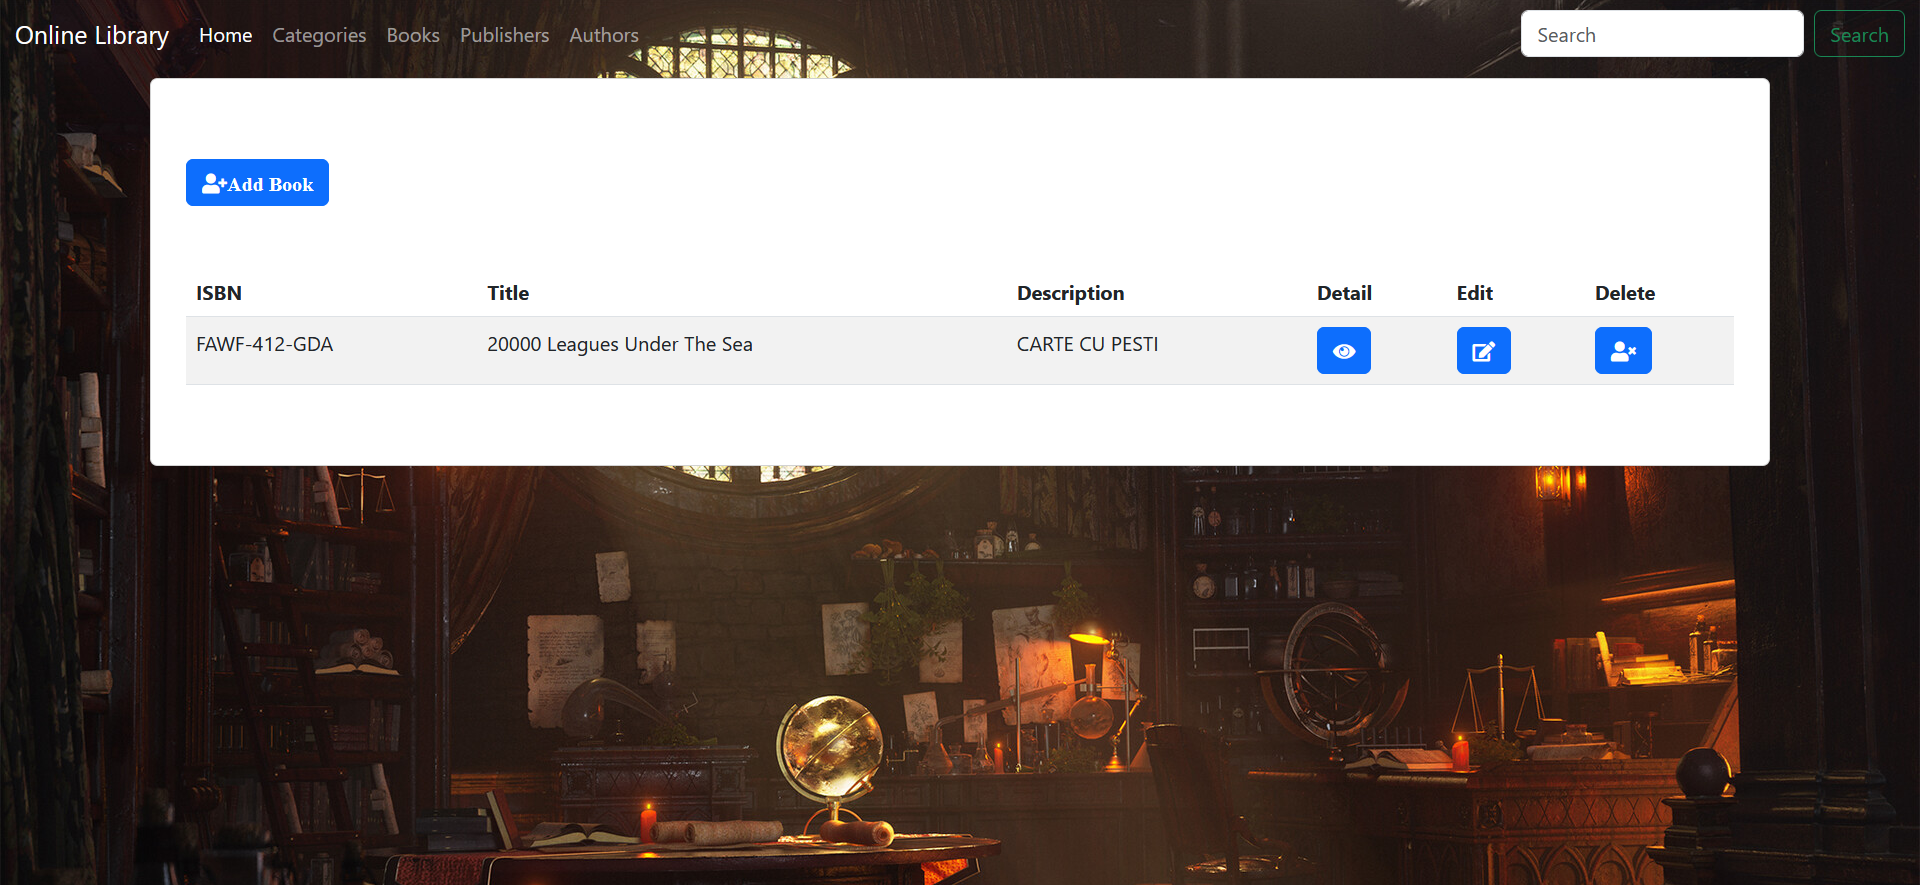 Online Library Home Categories Books Publishers Authors Search Search
Add Book
ISBN Title Description Detail Edit Delete
FAWF-412-GDA 20000 Leagues Under The Sea CARTE CU PESTI